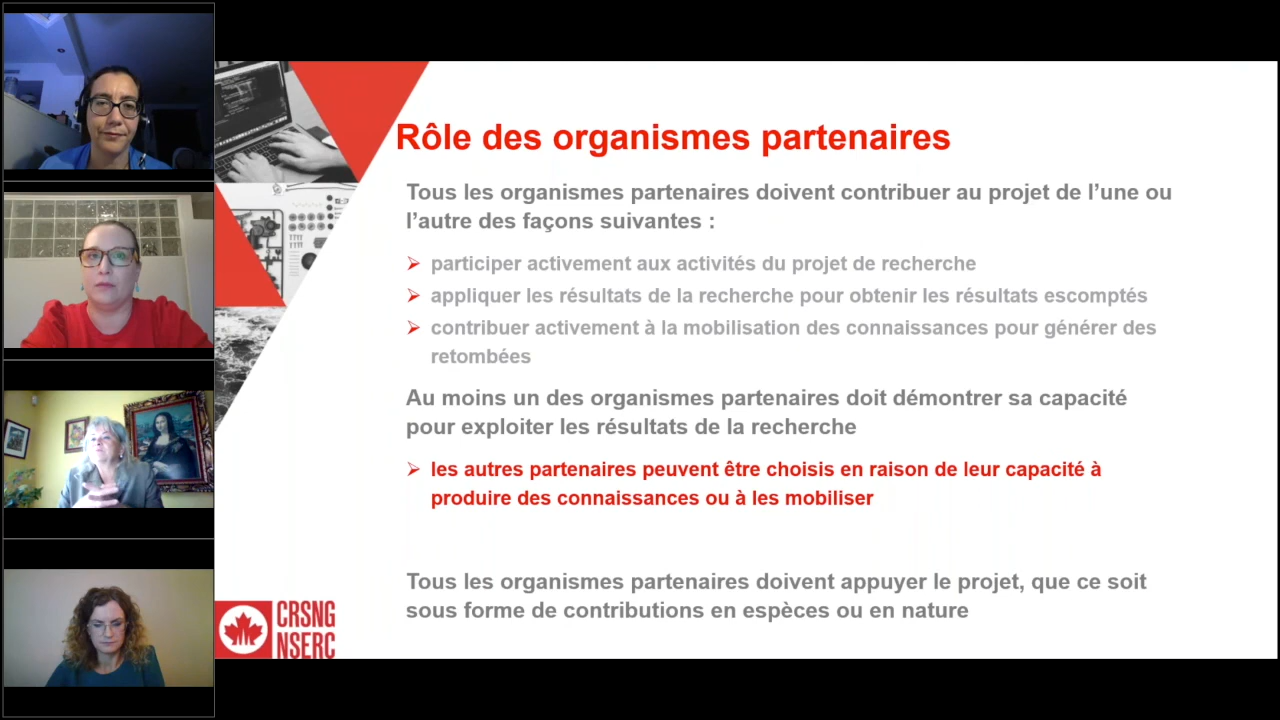 Rôle des organismes partenaires
Tous les organismes partenaires doivent contribuer au projet de l’une ou
l’autre des façons suivantes :
participer activement aux activités du projet de recherche
appliquer les résultats de la recherche pour obtenir les résultats escomptés
contribuer activement à la mobilisation des connaissances pour générer des
retombées
Au moins un des organismes partenaires doit démontrer sa capacité
pour exploiter les résultats de la recherche
les autres partenaires peuvent être choisis en raison de leur capacité à
produire des connaissances ou à les mobiliser
Tous les organismes partenaires doivent appuyer le projet, que ce soit
sous forme de contributions en espèces ou en nature
CRSNG
NSERC